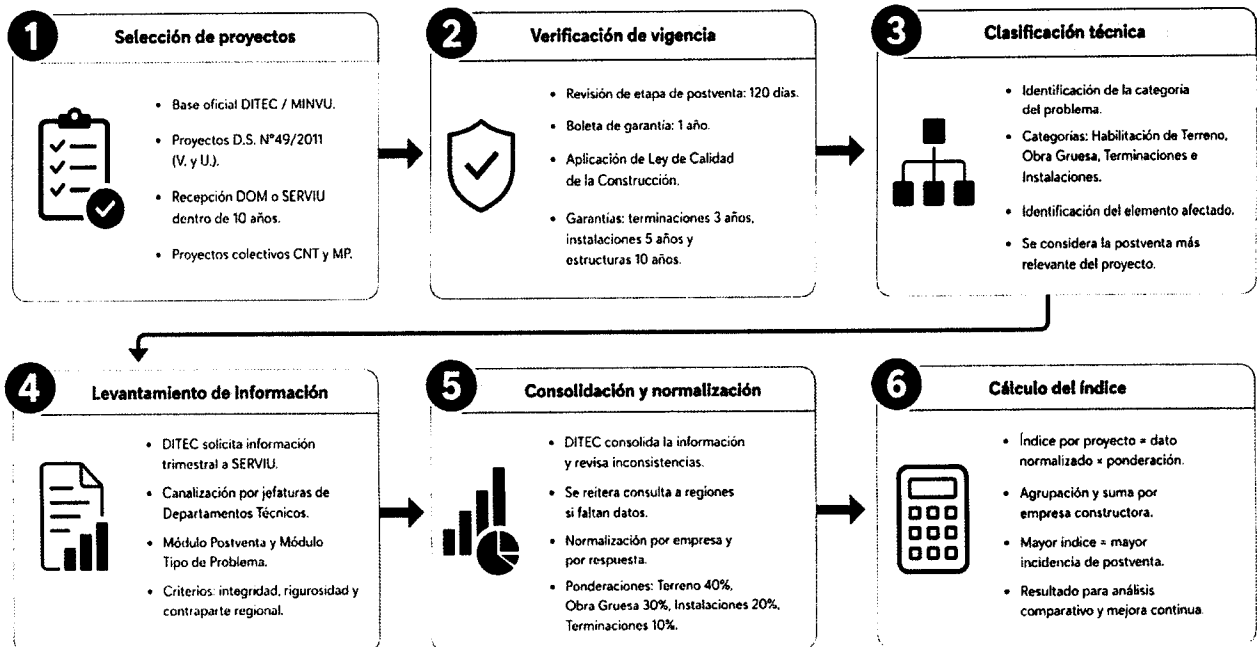 1
Selección de proyectos
• Base oficial DITEC / MINVU.
• Proyectos D.S. N°49/2011
(V. y U.).
• Recepción DOM o SERVIU
dentro de 10 años.
• Proyectos colectivos CNT y MP.
2
Verificación de vigencia
• Revisión de etapa de postventa: 120 días.
• Boleta de garantía: 1 año.
• Aplicación de Ley de Calidad
de la Construcción.
• Garantías: terminaciones 3 años,
instalaciones 5 años y
estructuras 10 años.
3
Clasificación técnica
• Identificación de la categoría
del problema.
• Categorías: Habilitación de Terreno,
Obra Gruesa, Terminaciones e
Instalaciones.
• Identificación del elemento afectado.
• Se considera la postventa más
relevante del proyecto.
4
Levantamiento de información
• DITEC solicita información
trimestral a SERVIU.
• Canalización por jefaturas de
Departamentos Técnicos.
• Módulo Postventa y Módulo
Tipo de Problema.
• Criterios: integridad, rigurosidad y
contraparte regional.
5
Consolidación y normalización
• DITEC consolida la información
y revisa inconsistencias.
• Se reitera consulta a regiones
si faltan datos.
• Normalización por empresa y
por respuesta.
• Ponderaciones: Terreno 40%,
Obra Gruesa 30%, Instalaciones 20%,
Terminaciones 10%.
6
Cálculo del índice
• Índice por proyecto = dato
normalizado × ponderación.
• Agrupación y suma por
empresa constructora.
• Mayor índice = mayor
incidencia de postventa.
• Resultado para análisis
comparativo y mejora continua.